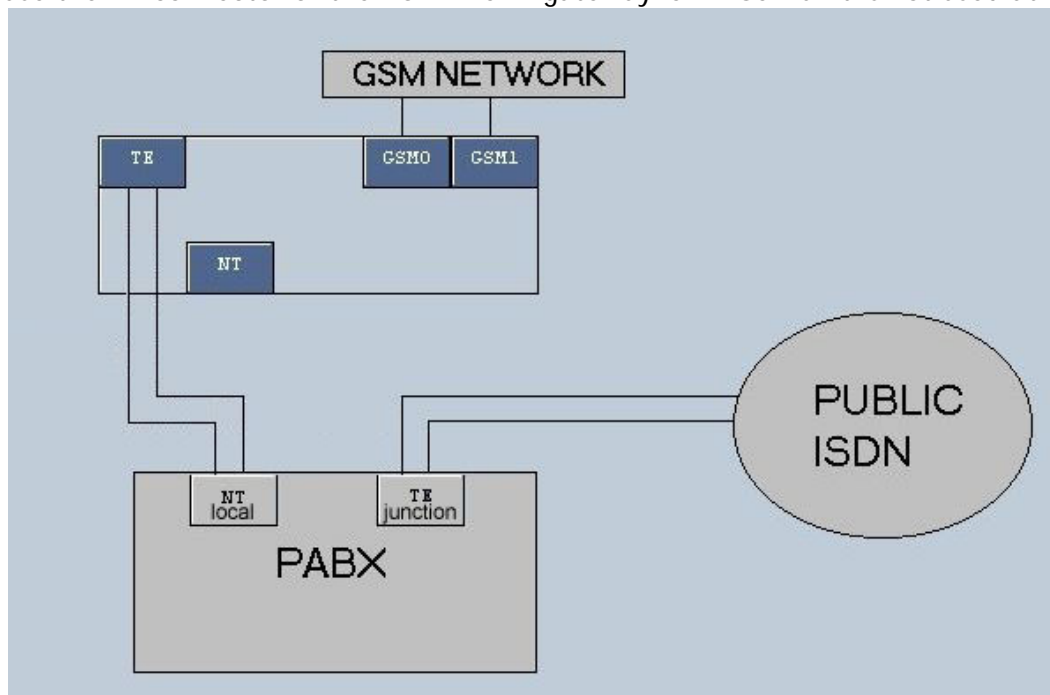 GSM NETWORK
TE
GSM0
GSM1
NT
PUBLIC
ISDN
NT
local
TE
junction
PABX